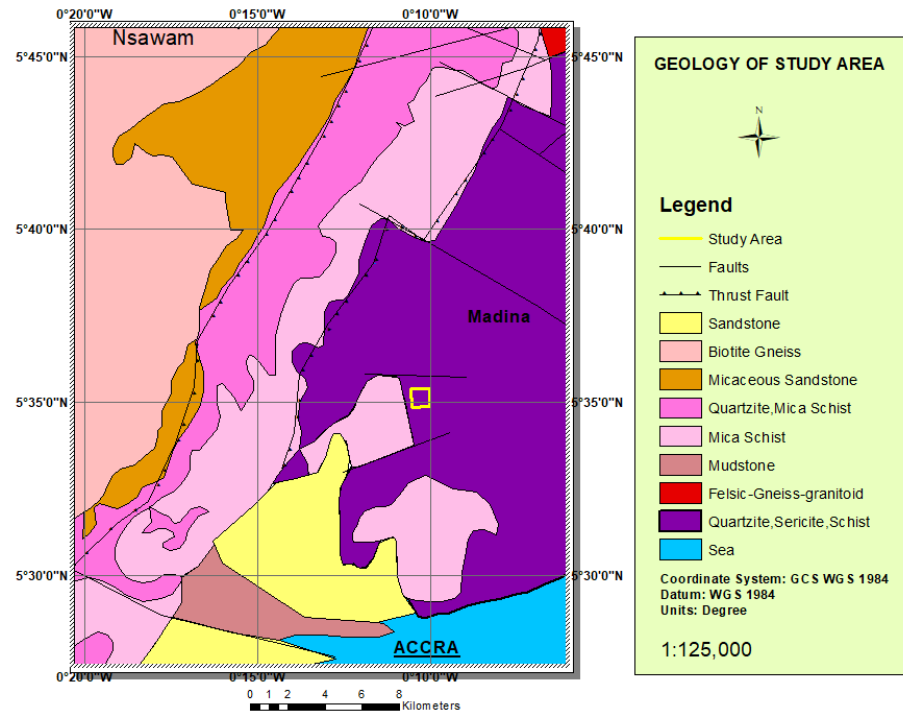 0°20'0"W 0°15'0"W 0°10'0"W
Nsawam
5°45'0"N 5°45'0"N
5°40'0"N 5°40'0"N
Madina
5°35'0"N 5°35'0"N
5°30'0"N 5°30'0"N
ACCRA
0°20'0"W 0°15'0"W 0°10'0"W
0 1 2 4 6 8
Kilometers
GEOLOGY OF STUDY AREA
N
Legend
Study Area
Faults
Thrust Fault
Sandstone
Biotite Gneiss
Micaceous Sandstone
Quartzite,Mica Schist
Mica Schist
Mudstone
Felsic-Gneiss-granitoid
Quartzite,Sericite,Schist
Sea
Coordinate System: GCS WGS 1984
Datum: WGS 1984
Units: Degree
1:125,000